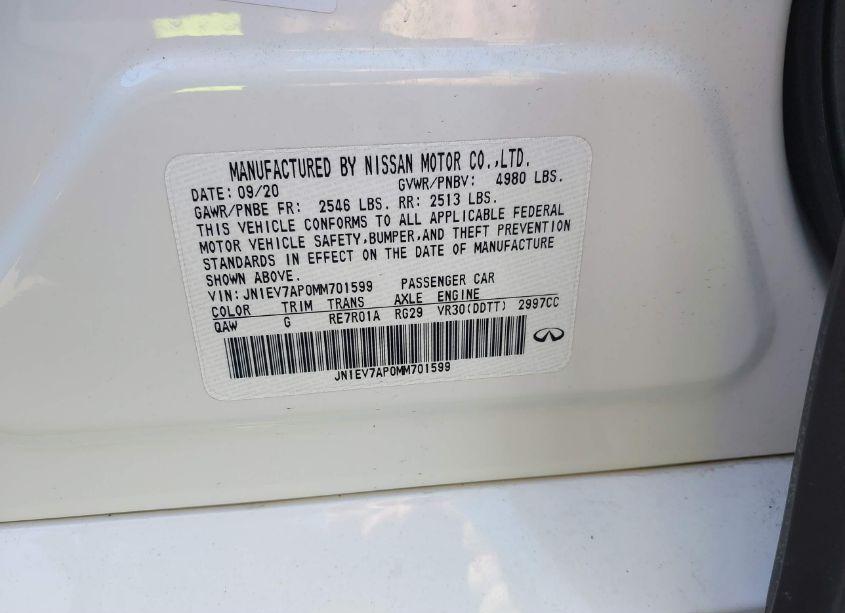 MANUFACTURED BY NISSAN MOTOR CO.,LTD.
DATE: 09/20 GVWR/PNBV: 4980 LBS.
GAWR/PNBE FR: 2546 LBS. RR: 2513 LBS.
THIS VEHICLE CONFORMS TO ALL APPLICABLE FEDERAL
MOTOR VEHICLE SAFETY,BUMPER,AND THEFT PREVENTION
STANDARDS IN EFFECT ON THE DATE OF MANUFACTURE
SHOWN ABOVE.
VIN: JN1EV7AP0MM701599 PASSENGER CAR
COLOR TRIM TRANS AXLE ENGINE
QAW G RE7R01A RG29 VR30(DDTT) 2997CC
JN1EV7AP0MM701599